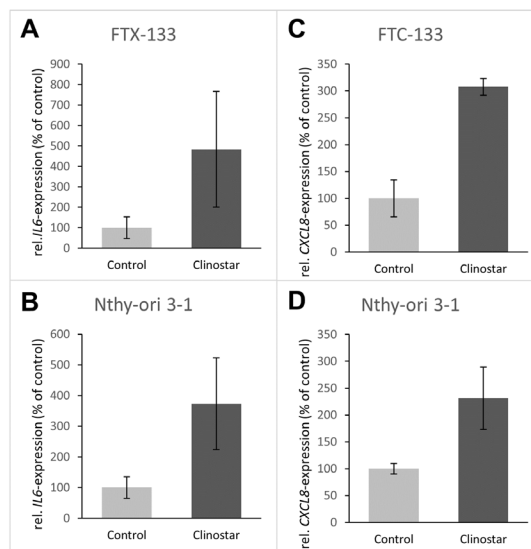 A
FTX-133
rel.IL6-expression (% of control)
900
800
700
600
500
400
300
200
100
0
Control Clinostar
C
FTC-133
rel. CXCL8-expression (% of control)
350
300
250
200
150
100
50
0
Control Clinostar
B
Nthy-ori 3-1
rel. IL6-expression (% of control)
600
500
400
300
200
100
0
Control Clinostar
D
Nthy-ori 3-1
rel. CXCL8-expression (% of control)
350
300
250
200
150
100
50
0
Control Clinostar